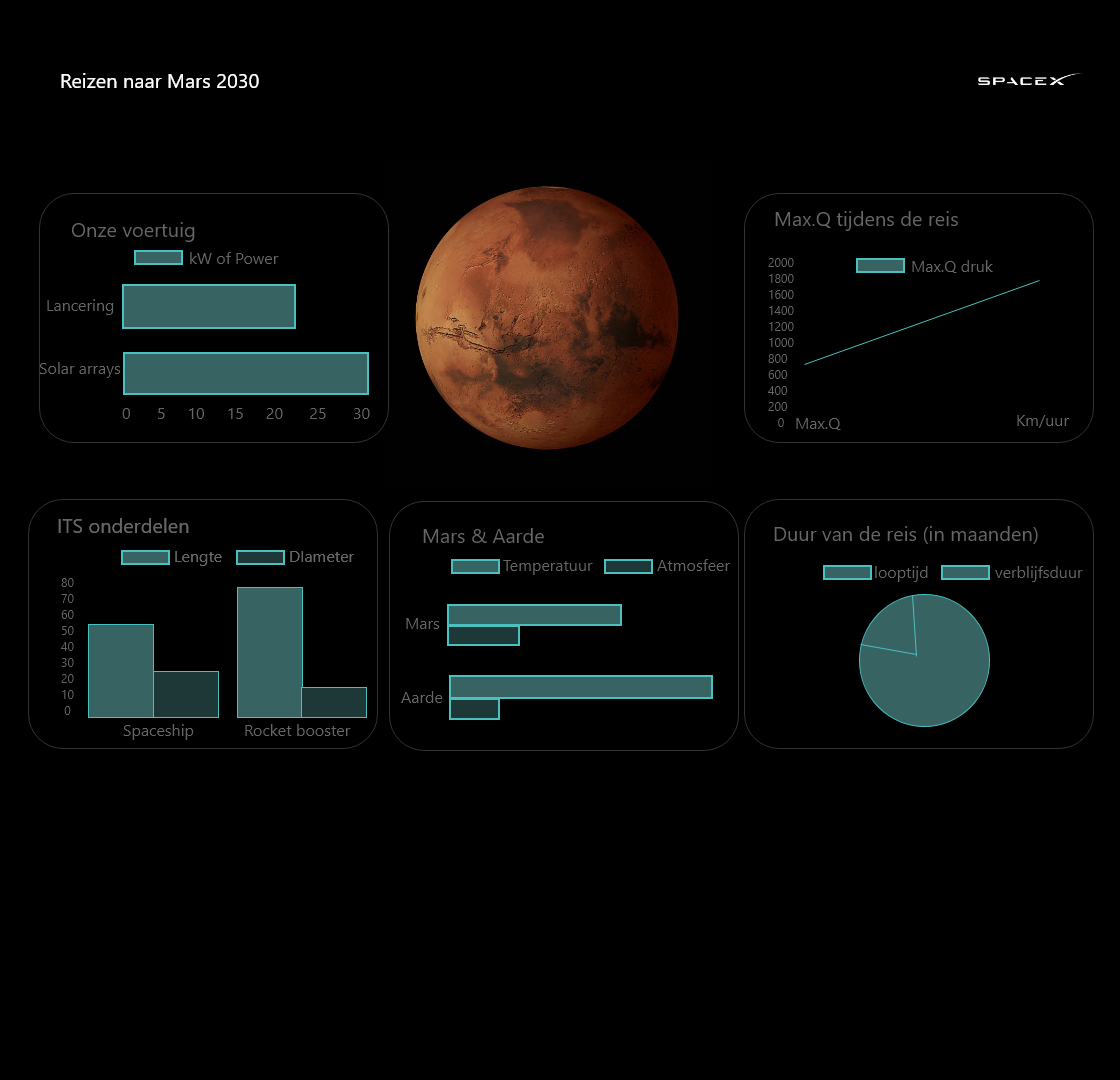 Reizen naar Mars 2030
SPACEX
Onze voertuig
kW of Power
Lancering
Solar arrays
0 5 10 15 20 25 30
Max.Q tijdens de reis
Max.Q druk
2000
1800
1600
1400
1200
1000
800
600
400
200
0
Max.Q
Km/uur
ITS onderdelen
Lengte DIameter
80
70
60
50
40
30
20
10
0
Spaceship Rocket booster
Mars & Aarde
Temperatuur Atmosfeer
Mars
Aarde
Duur van de reis (in maanden)
looptijd verblijfsduur